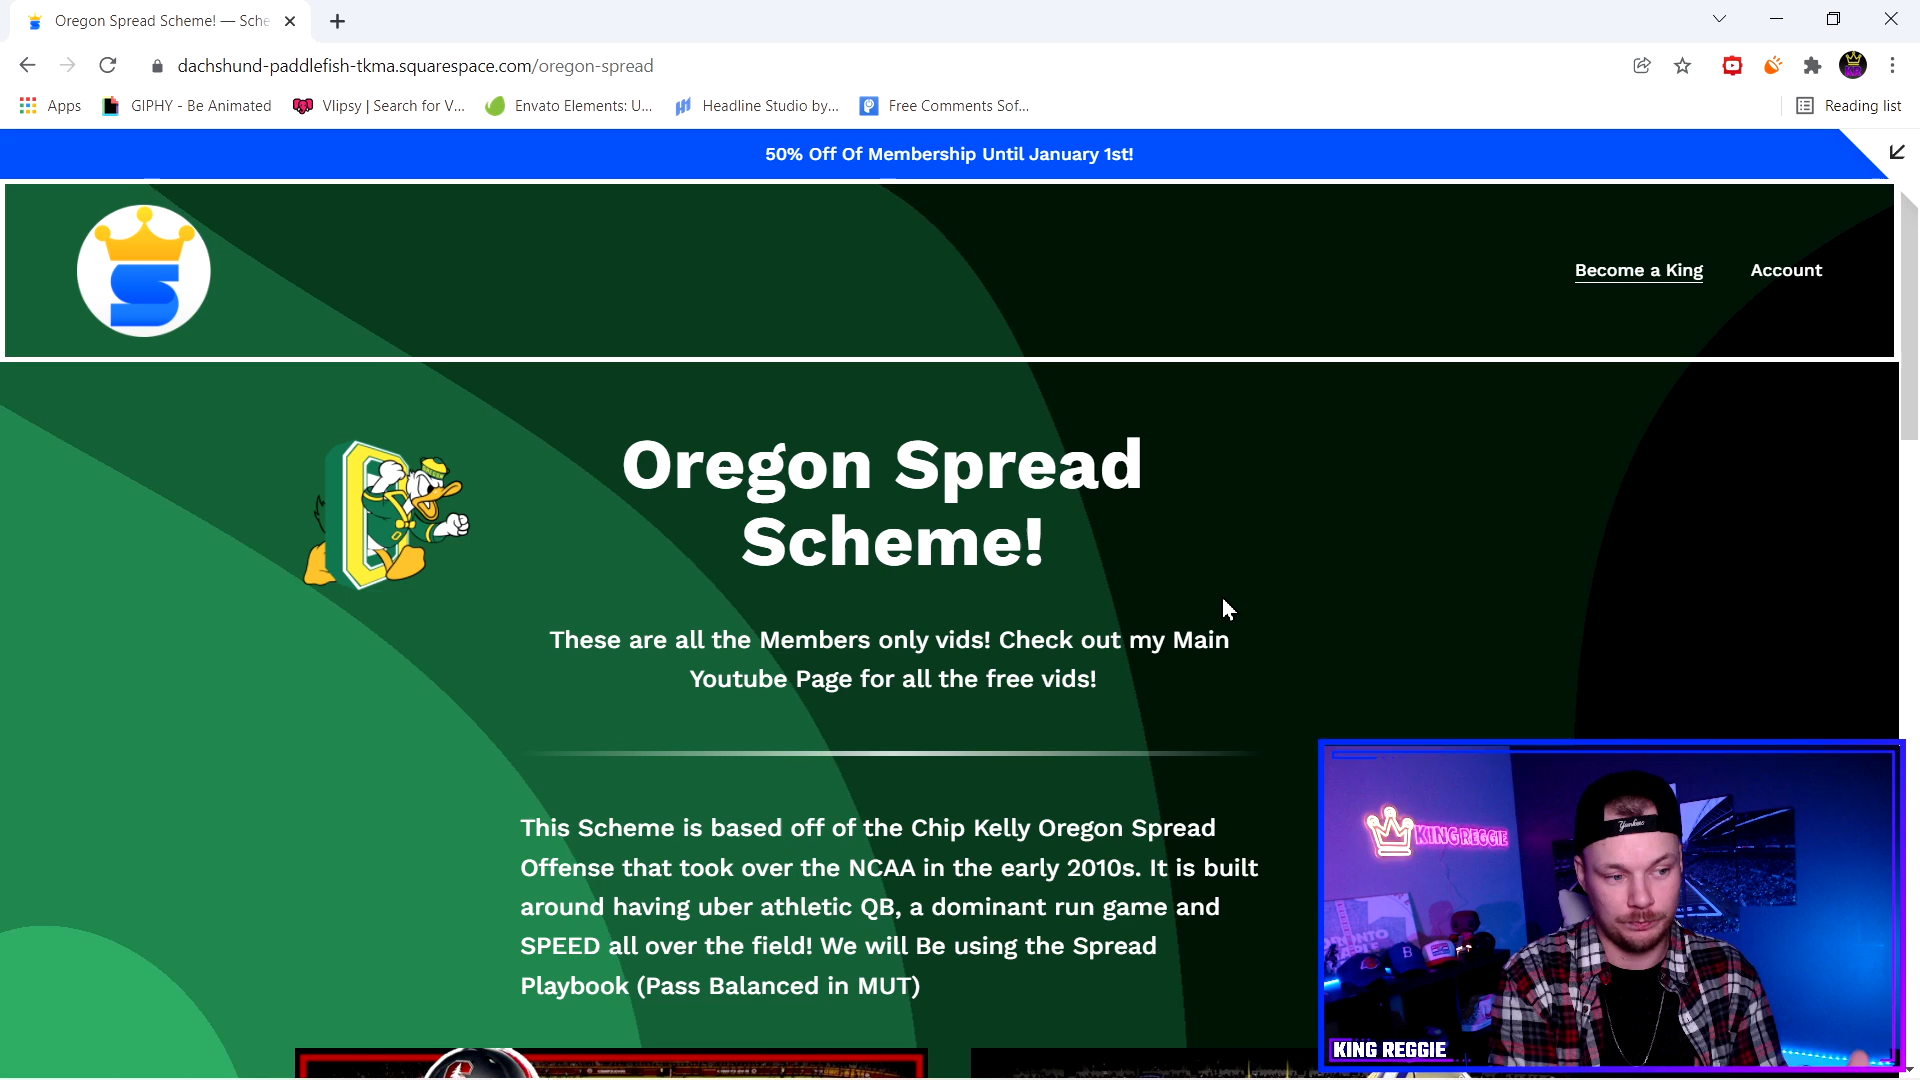 Oregon Spread Scheme! — Sche
dachshund-paddlefish-tkma.squarespace.com/oregon-spread
Apps
GIPHY - Be Animated
Vlipsy | Search for V...
Envato Elements: U...
Headline Studio by...
Free Comments Sof...
Reading list
50% Off Of Membership Until January 1st!
S
Become a King
Account
Oregon Spread
Scheme!
These are all the Members only vids! Check out my Main
Youtube Page for all the free vids!
This Scheme is based off of the Chip Kelly Oregon Spread
Offense that took over the NCAA in the early 2010s. It is built
around having uber athletic QB, a dominant run game and
SPEED all over the field! We will Be using the Spread
Playbook (Pass Balanced in MUT)
KING REGGIE
Yankees
B
KING REGGIE